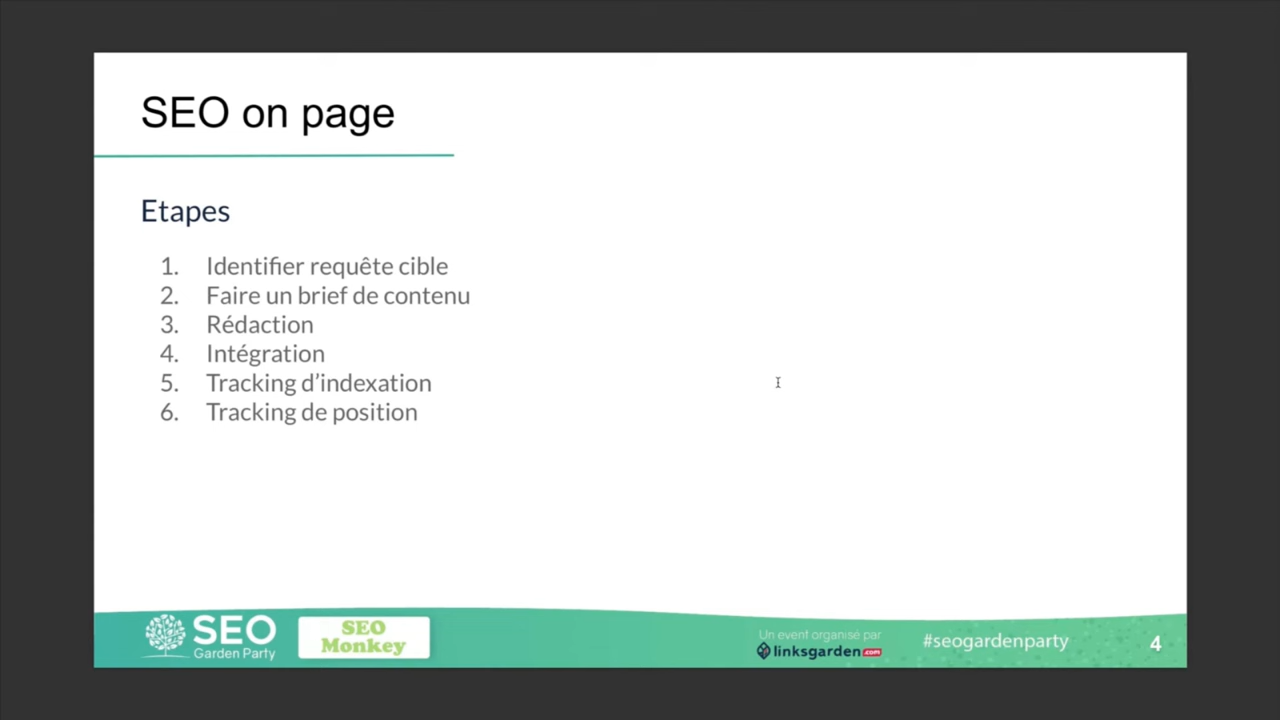 SEO on page
Etapes
1. Identifier requête cible
2. Faire un brief de contenu
3. Rédaction
4. Intégration
5. Tracking d’indexation
6. Tracking de position
SEO
Garden Party
SEO
Monkey
Un event organisé par
linksgarden.com
#seogardenparty
4